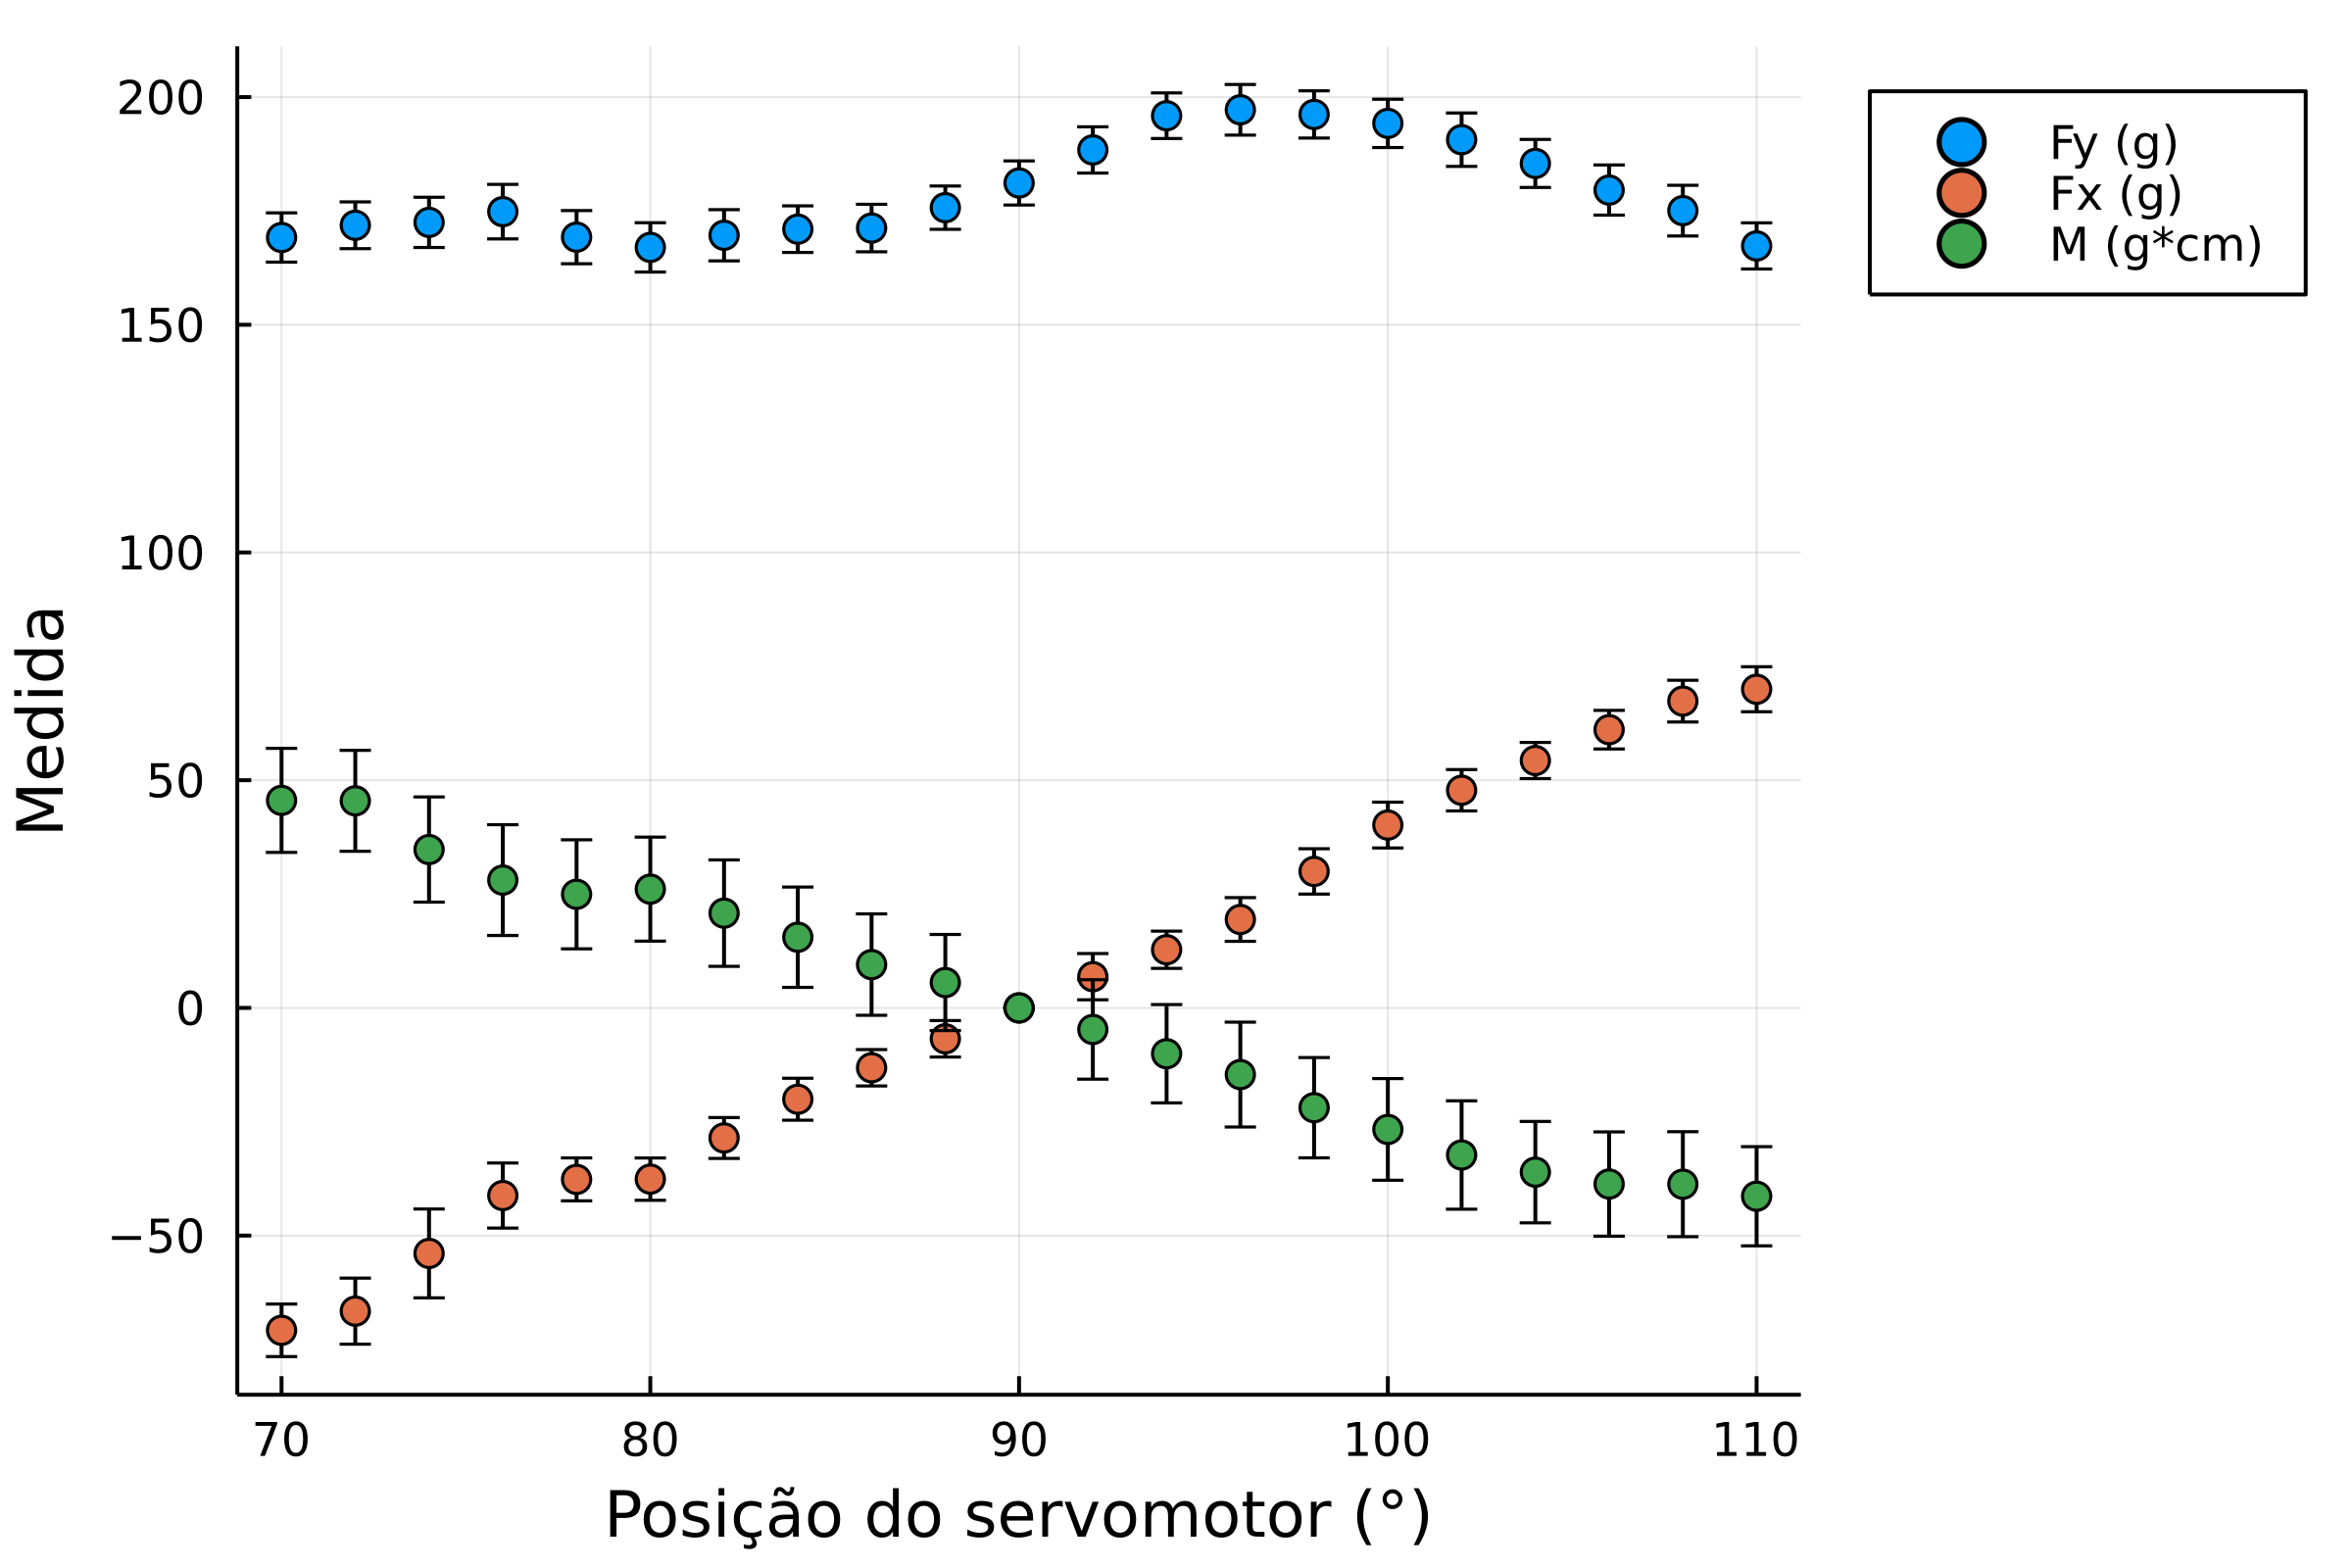 200
150
100
50
0
−50
Medida
70 80 90 100 110
Posição do servomotor (°)
Fy (g)
Fx (g)
M (g*cm)